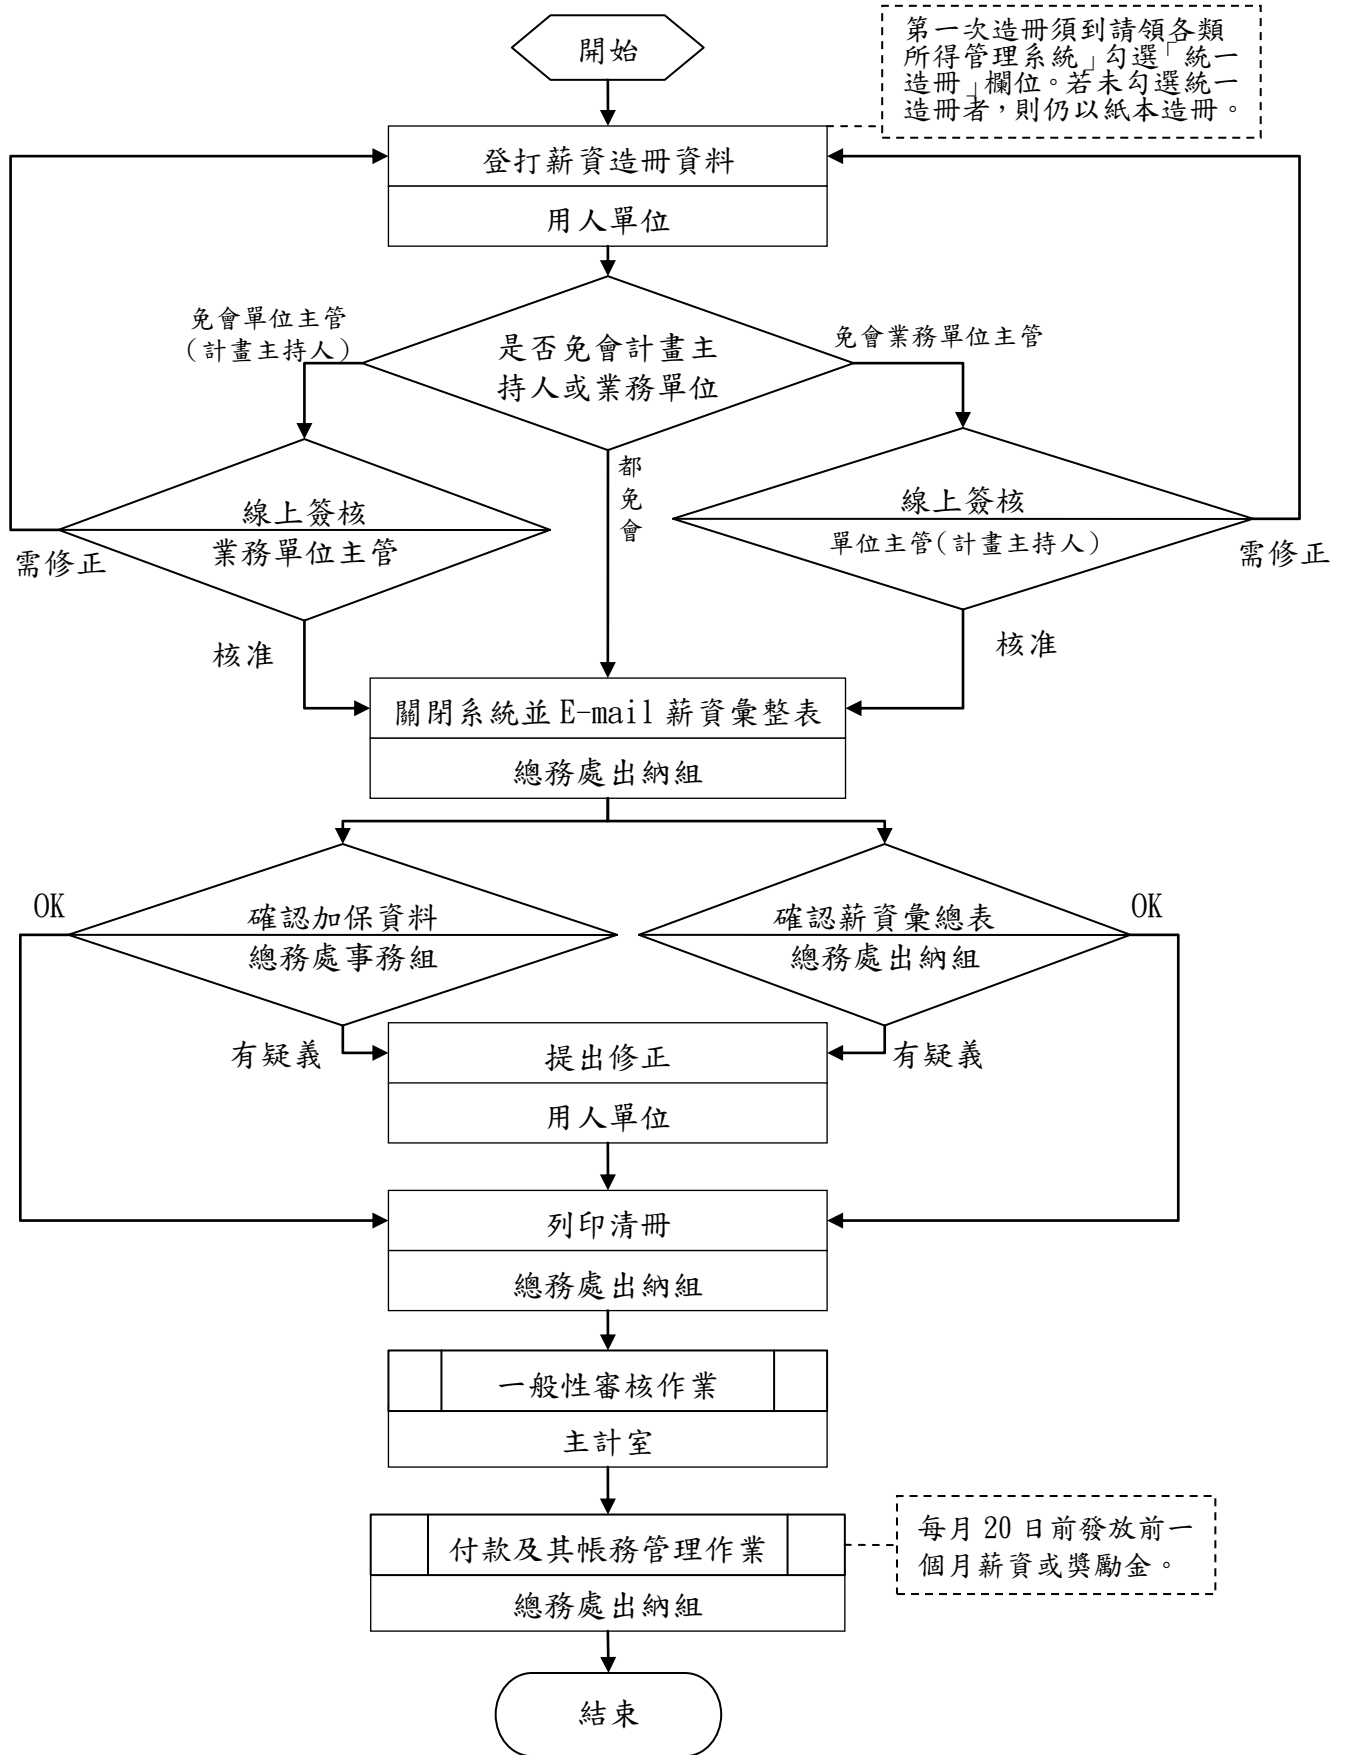 開始
第一次造冊須到請領各類
所得管理系統」勾選「統一
造冊」欄位。若未勾選統一
造冊者,則仍以紙本造冊。
登打薪資造冊資料
用人單位
免會單位主管
(計畫主持人)
是否免會計畫主
持人或業務單位
免會業務單位主管
都
免
會
線上簽核
業務單位主管
需修正
線上簽核
單位主管(計畫主持人)
需修正
核准
核准
關閉系統並 E-mail 薪資彙整表
總務處出納組
OK
確認加保資料
總務處事務組
確認薪資彙總表
總務處出納組
OK
有疑義
提出修正
有疑義
用人單位
列印清冊
總務處出納組
一般性審核作業
主計室
付款及其帳務管理作業
總務處出納組
每月 20 日前發放前一
個月薪資或獎勵金。
結束